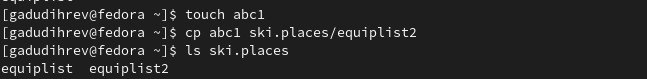 [gadudihrev@fedora ~]$ touch abc1
[gadudihrev@fedora ~]$ cp abc1 ski.places/equiplist2
[gadudihrev@fedora ~]$ ls ski.places
equiplist  equiplist2